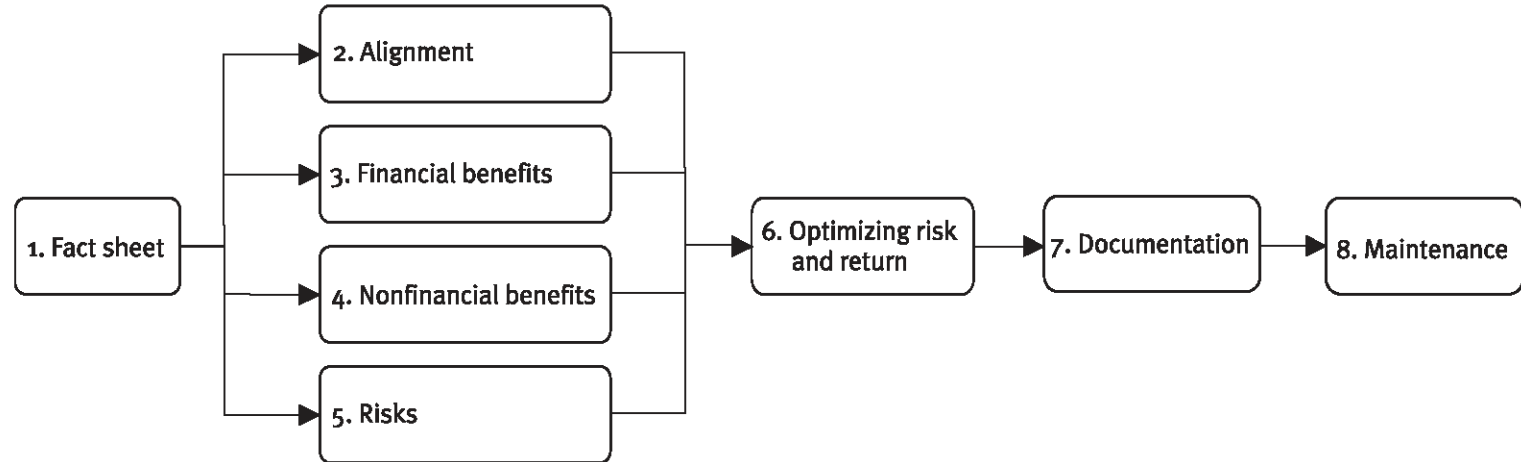 2. Alignment
3. Financial benefits
1. Fact sheet
6. Optimizing risk
and return
7. Documentation
8. Maintenance
4. Nonfinancial benefits
5. Risks